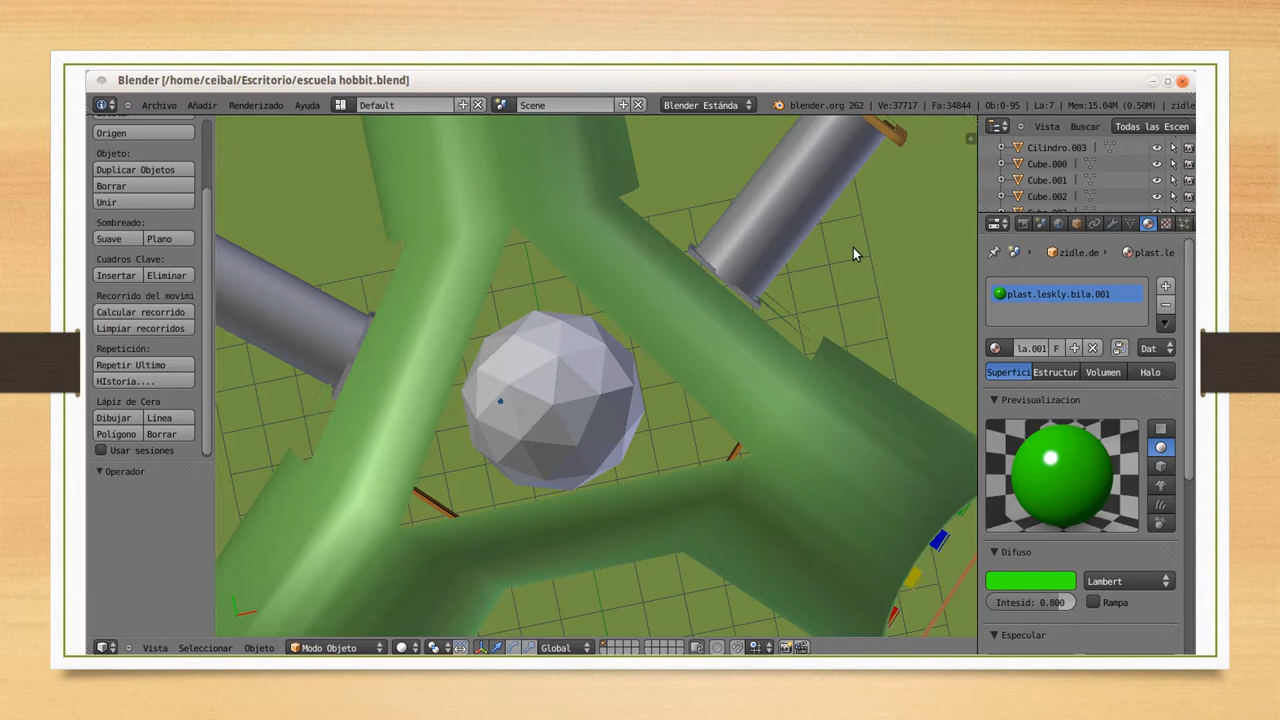 Blender [/home/ceibal/Escritorio/escuela hobbit.blend]
Archivo Añadir Renderizado Ayuda Default Scene Blender Estánda blender.org 262 | Ve:37717 | Fa:34844 | Ob:0-95 | La:7 | Mem:15.04M (0.50M) | zidle
Origen
Objeto:
Duplicar Objetos
Borrar
Unir
Sombreado:
Suave Plano
Cuadros Clave:
Insertar Eliminar
Recorrido del movimi
Calcular recorrido
Limpiar recorridos
Repetición:
Repetir Ultimo
HIstoria....
Lápiz de Cera
Dibujar Línea
Polígono Borrar
Usar sesiones
Operador
Vista Buscar Todas las Escen
Cilindro.003
Cube.000
Cube.001
Cube.002
zidle.de plast.le
plast.leskly.bila.001
la.001 F Dat
Superfici Estructur Volumen Halo
Previsualizacion
Difuso
Lambert
Intesid: 0.800 Rampa
Especular
Vista Seleccionar Objeto Modo Objeto Global